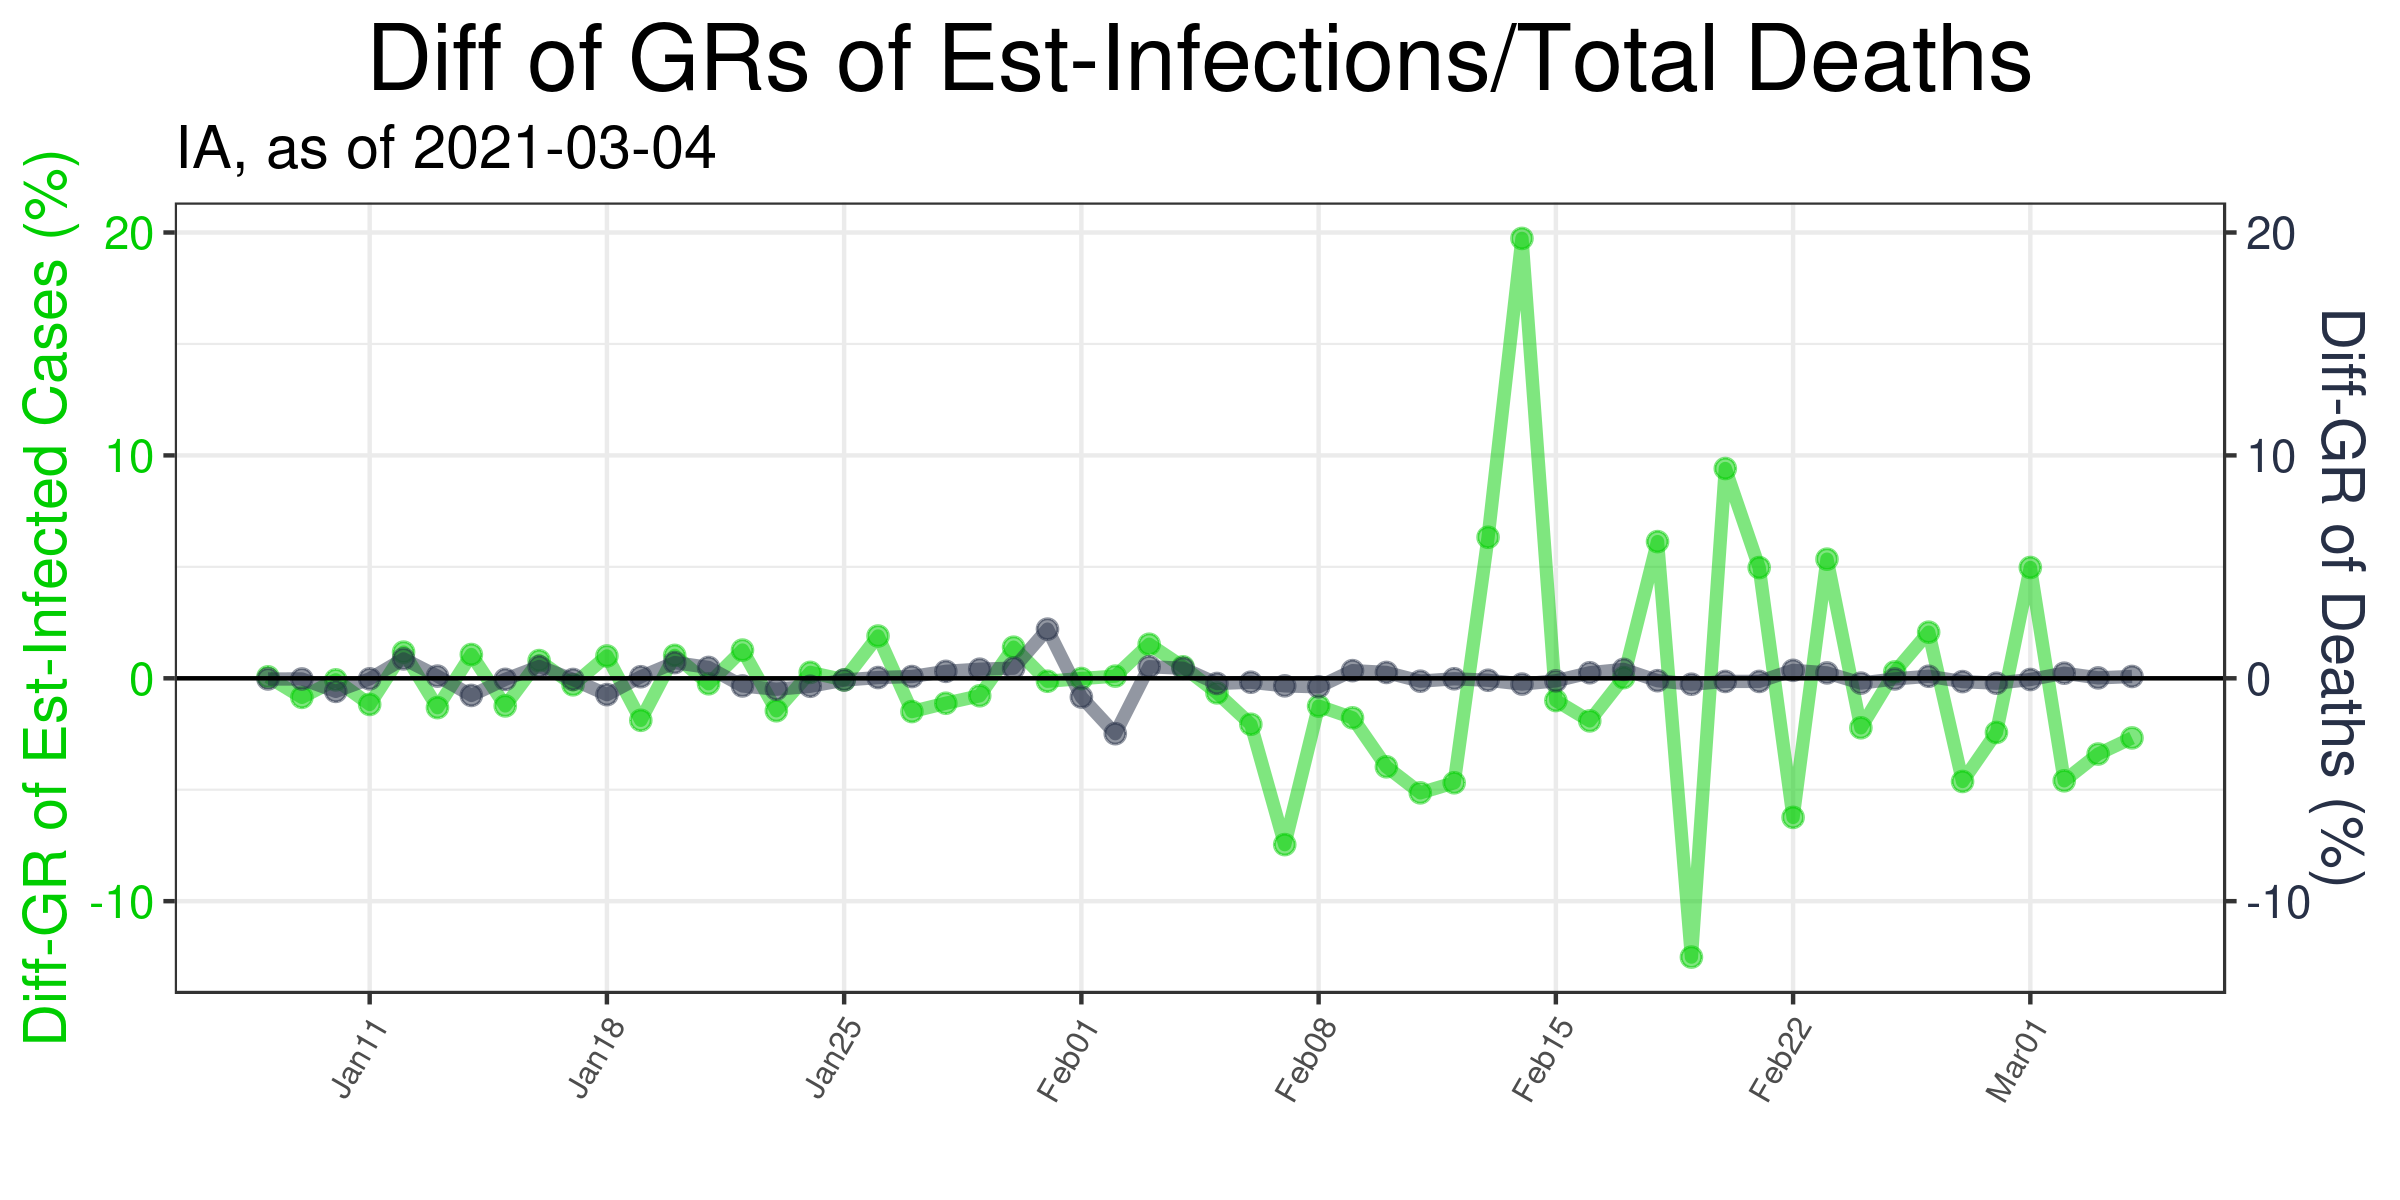 Diff of GRs of Est-Infections/Total Deaths
IA, as of 2021-03-04
Diff-GR of Est-Infected Cases (%)
20
10
0
-10
20
10
0
-10
Diff-GR of Deaths (%)
Jan11
Jan18
Jan25
Feb01
Feb08
Feb15
Feb22
Mar01